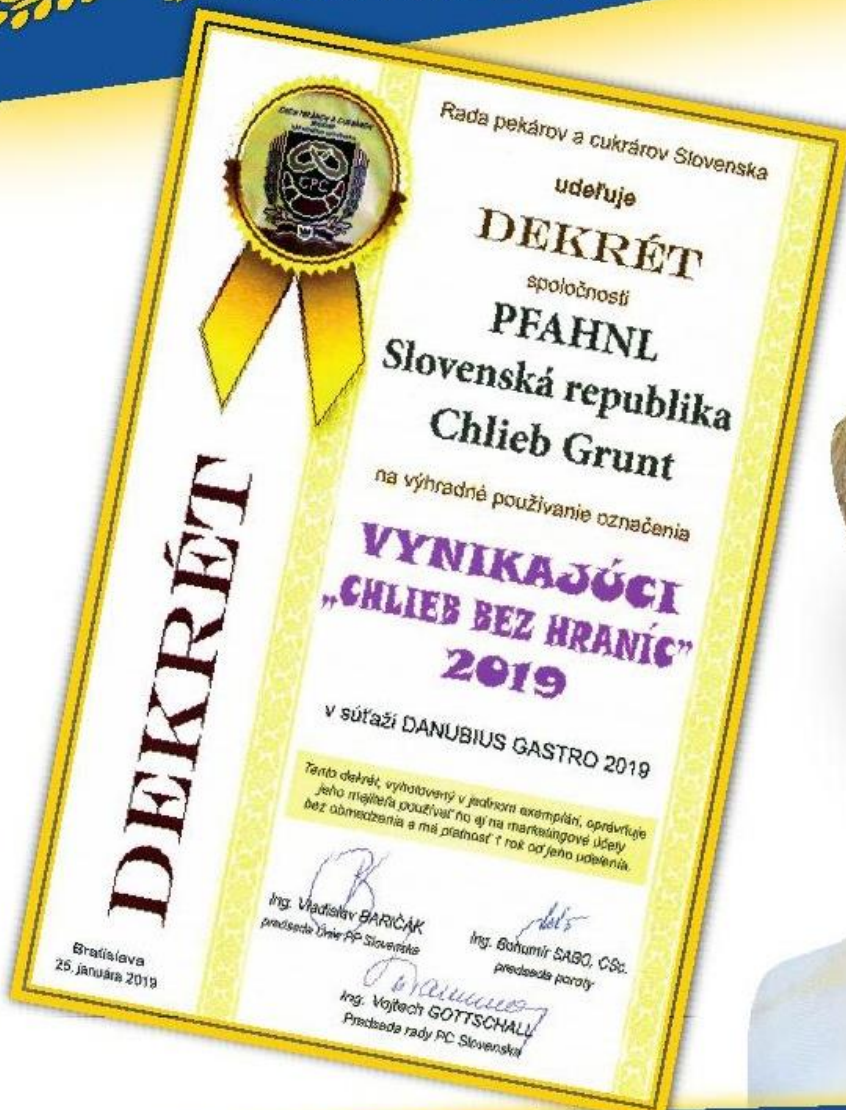 GPC
Rada pekárov a cukrárov Slovenska
udeľuje
DEKRÉT
spoločnosti
PFAHNL
Slovenská republika
Chlieb Grunt
na výhradné používanie označenia
VYNIKAJÚCI
„CHLIEB BEZ HRANÍC”
2019
v súťaži DANUBIUS GASTRO 2019
Tento dekrét, vyhotovený v jedinom exemplári, oprávňuje
jeho majiteľa používať ho aj na marketingové účely
bez obmedzenia a má platnosť 1 rok od jeho udelenia.
Ing. Vladislav BARIČÁK
predseda Únie PP Slovenska
Ing. Bohumír SABO, CSc.
predseda poroty
Ing. Vojtech GOTTSCHALL
Predseda rady PC Slovenska
DEKRÉT
Bratislava
25. januára 2019